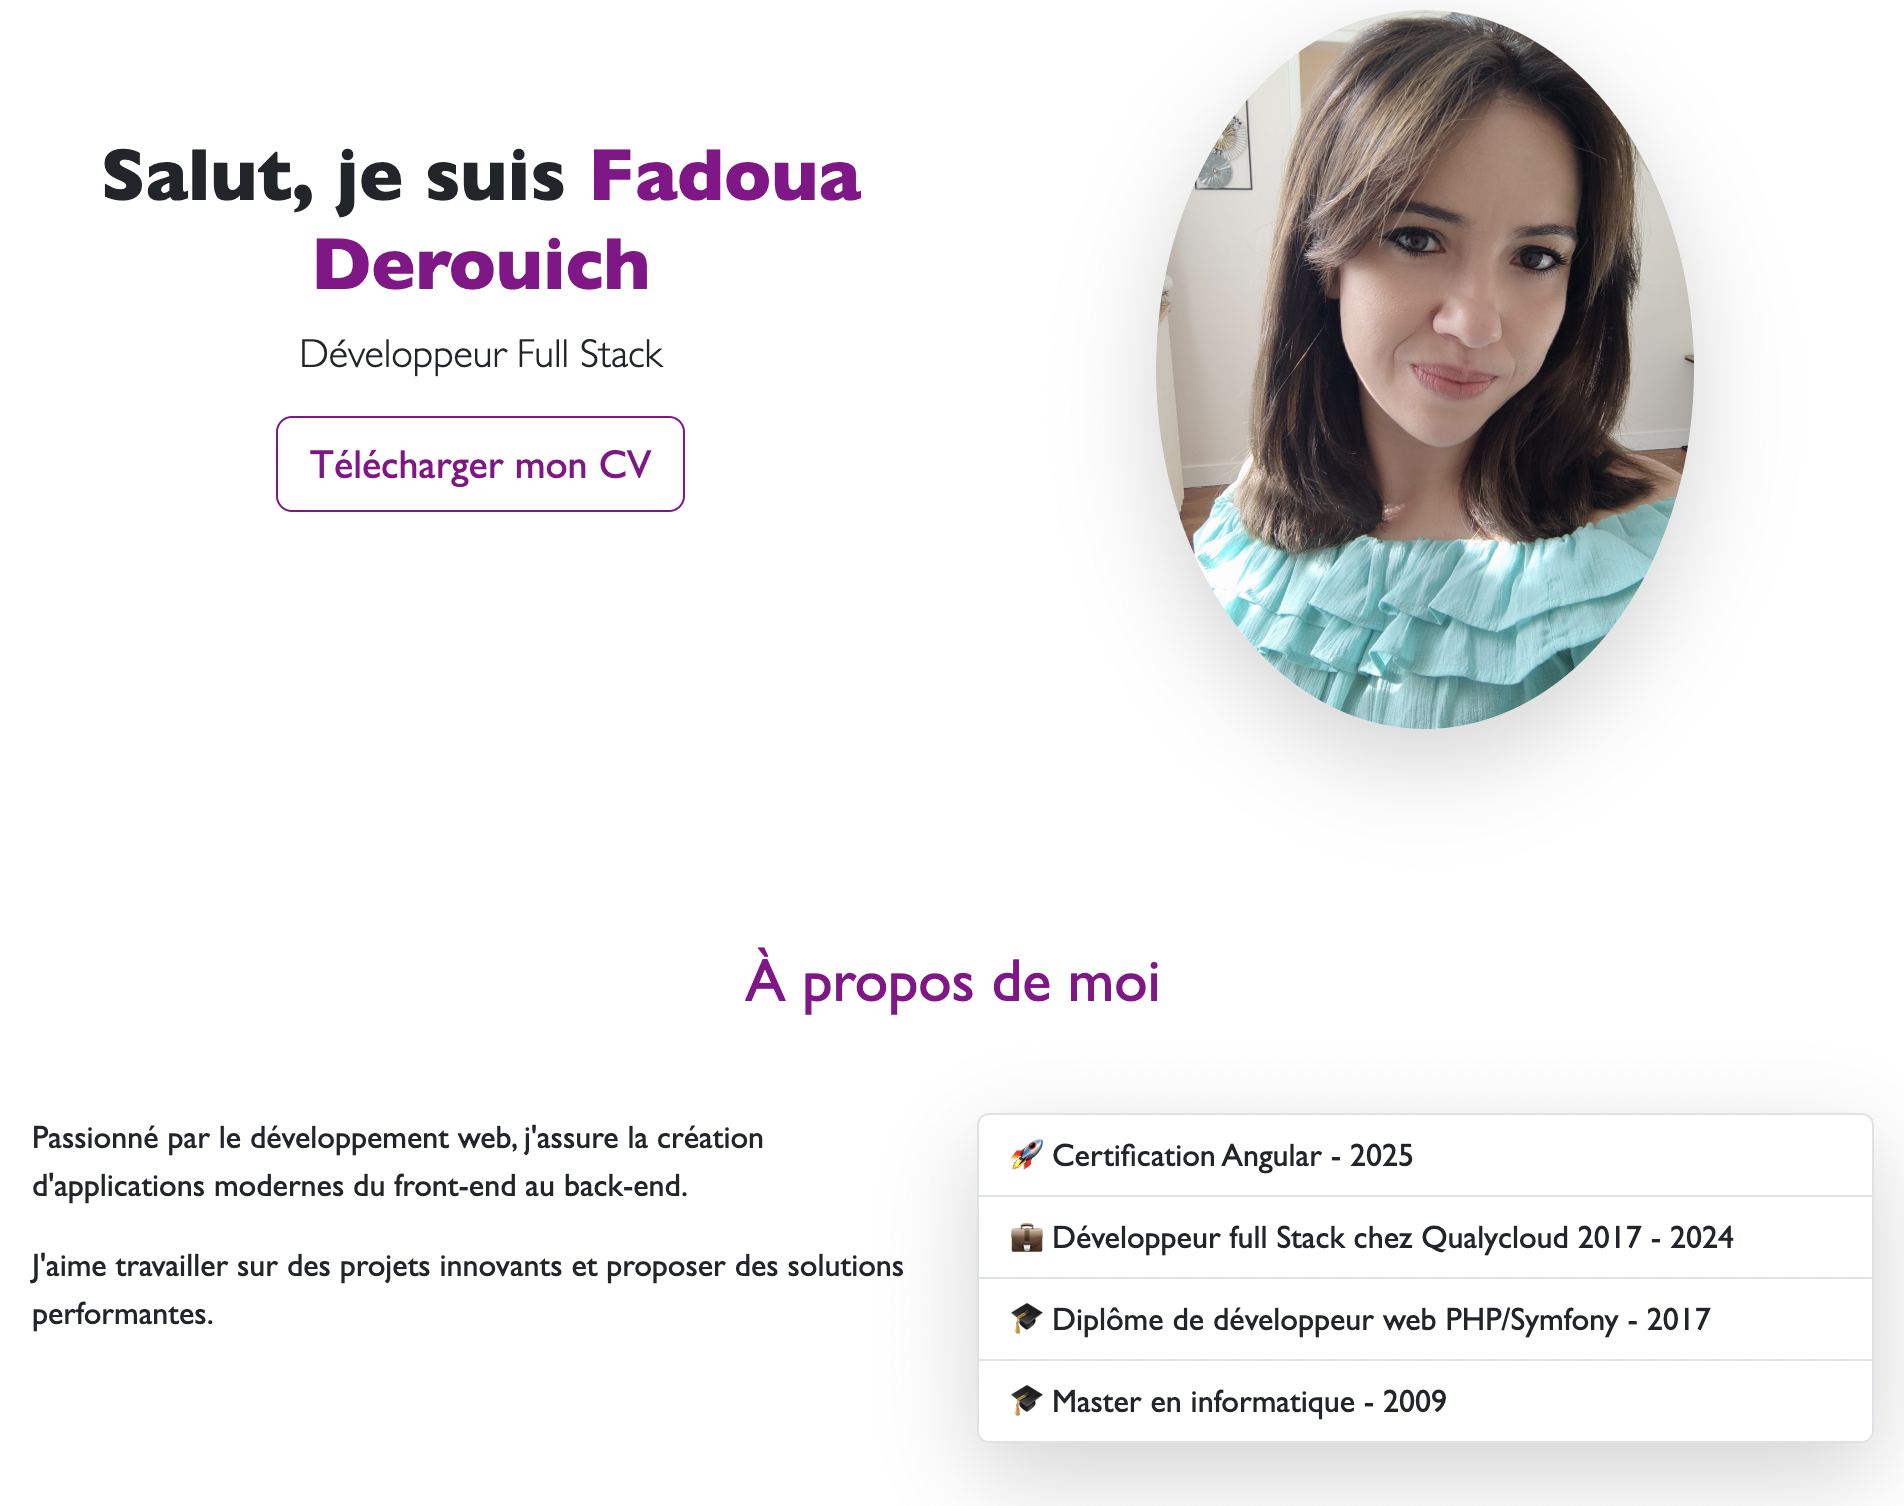 Salut, je suis Fadoua
Derouich
Développeur Full Stack
Télécharger mon CV
À propos de moi
Passionné par le développement web, j'assure la création
d'applications modernes du front-end au back-end.
J'aime travailler sur des projets innovants et proposer des solutions
performantes.
🚀 Certification Angular - 2025
💼 Développeur full Stack chez Qualycloud 2017 - 2024
🎓 Diplôme de développeur web PHP/Symfony - 2017
🎓 Master en informatique - 2009